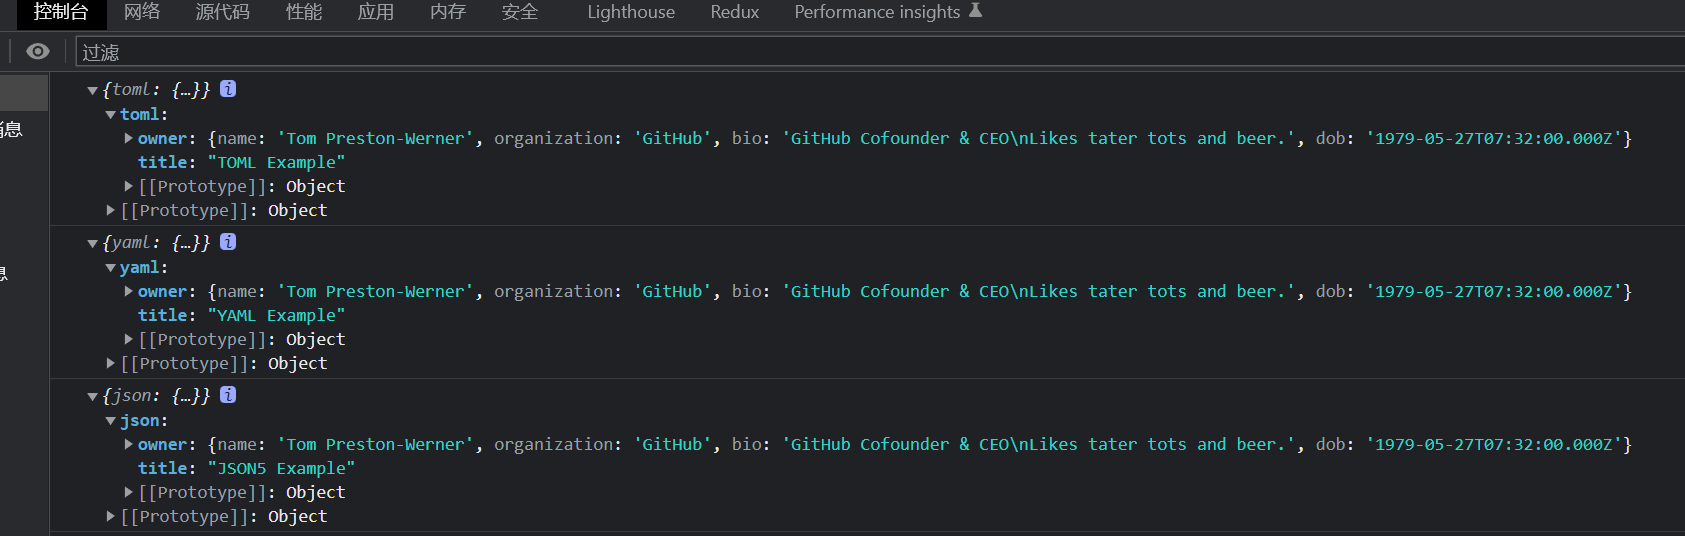 控制台 网络 源代码 性能 应用 内存 安全 Lighthouse Redux Performance insights
过滤
{toml: {…}} i
toml:
owner: {name: 'Tom Preston-Werner', organization: 'GitHub', bio: 'GitHub Cofounder & CEO\nLikes tater tots and beer.', dob: '1979-05-27T07:32:00.000Z'}
title: "TOML Example"
[[Prototype]]: Object
[[Prototype]]: Object
{yaml: {…}} i
yaml:
owner: {name: 'Tom Preston-Werner', organization: 'GitHub', bio: 'GitHub Cofounder & CEO\nLikes tater tots and beer.', dob: '1979-05-27T07:32:00.000Z'}
title: "YAML Example"
[[Prototype]]: Object
[[Prototype]]: Object
{json: {…}} i
json:
owner: {name: 'Tom Preston-Werner', organization: 'GitHub', bio: 'GitHub Cofounder & CEO\nLikes tater tots and beer.', dob: '1979-05-27T07:32:00.000Z'}
title: "JSON5 Example"
[[Prototype]]: Object
[[Prototype]]: Object